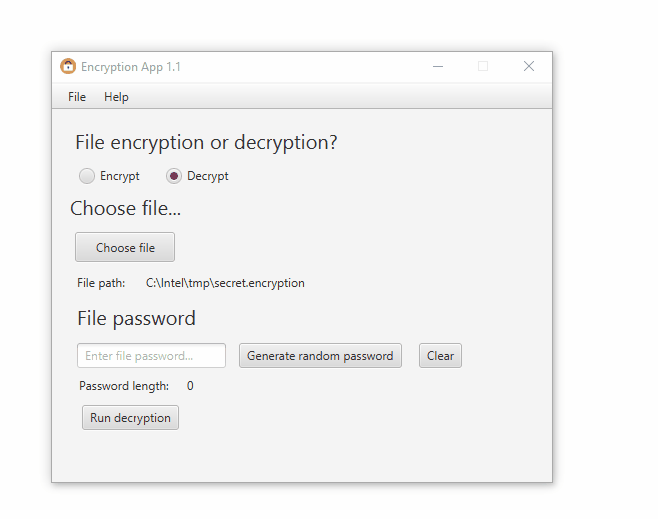 Encryption App 1.1
File Help
File encryption or decryption?
Encrypt Decrypt
Choose file...
Choose file
File path: C:\Intel\tmp\secret.encryption
File password
Enter file password... Generate random password Clear
Password length: 0
Run decryption